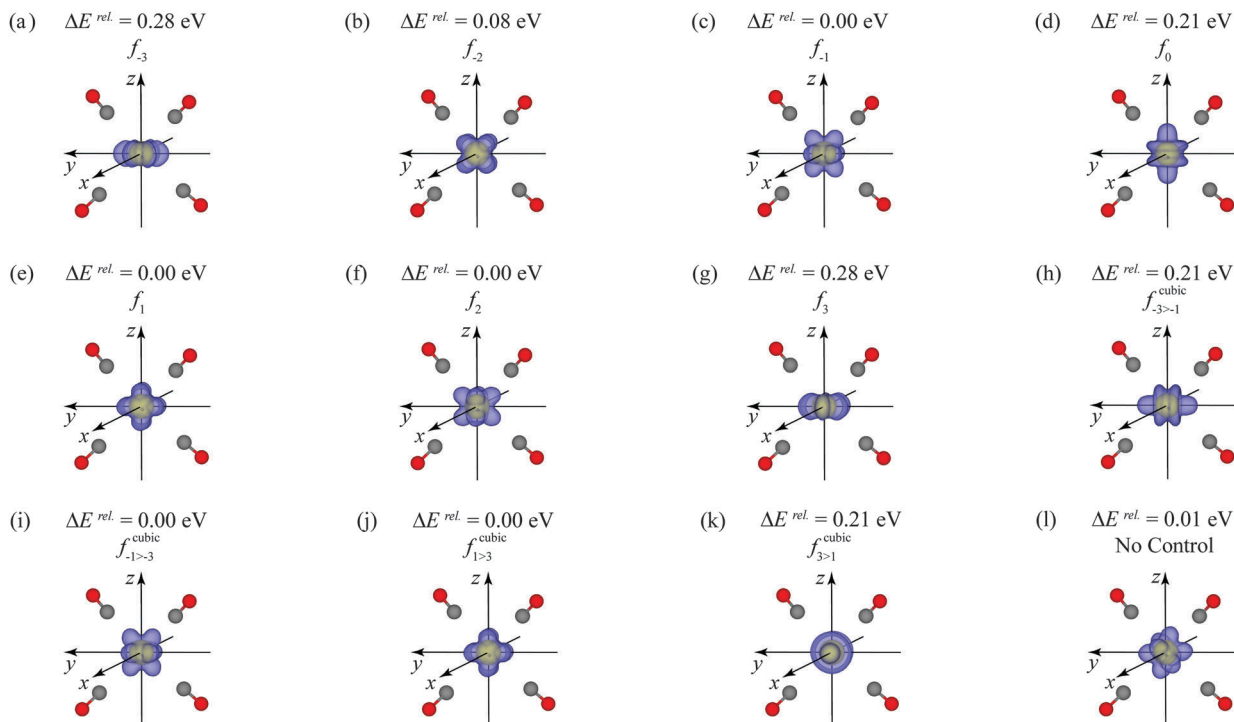 (a) ΔE rel. = 0.28 eV
f-3
z
y
x
(b) ΔE rel. = 0.08 eV
f-2
z
y
x
(c) ΔE rel. = 0.00 eV
f-1
z
y
x
(d) ΔE rel. = 0.21 eV
f0
z
y
x
(e) ΔE rel. = 0.00 eV
f1
z
y
x
(f) ΔE rel. = 0.00 eV
f2
z
y
x
(g) ΔE rel. = 0.28 eV
f3
z
y
x
(h) ΔE rel. = 0.21 eV
f-3>-1 cubic
z
y
x
(i) ΔE rel. = 0.00 eV
f-1>-3 cubic
z
y
x
(j) ΔE rel. = 0.00 eV
f1>3 cubic
z
y
x
(k) ΔE rel. = 0.21 eV
f3>1 cubic
z
y
x
(l) ΔE rel. = 0.01 eV
No Control
z
y
x